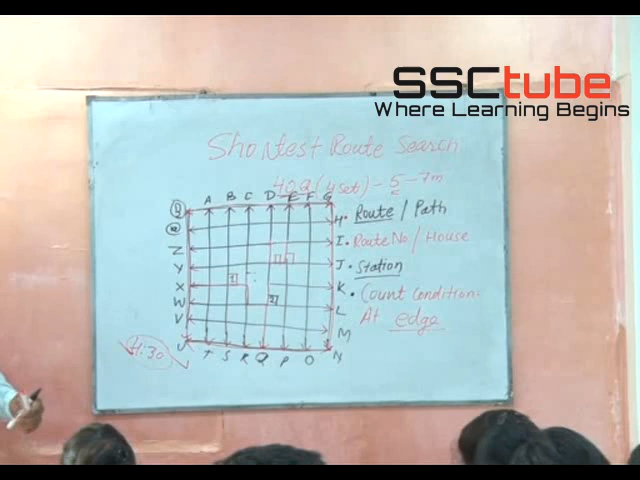 SSCtube
Where Learning Begins
Shortest Route Search
40Q (4 Set) - 5 - 7m
A B C D E F G
H
I
J
K
L
M
N
Z
Y
X
W
V
U
T S R Q P O N
• Route / Path
• Route No / House
• Station
• Count Condition.
At edge
4:30